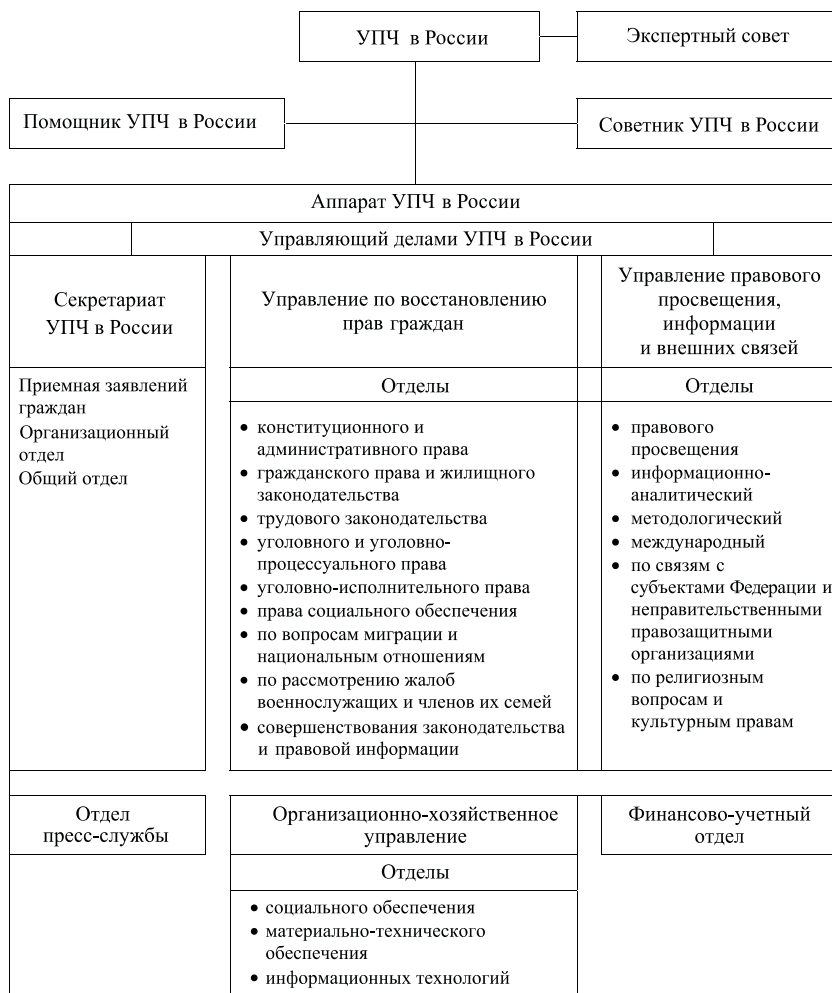 УПЧ в России
Экспертный совет
Помощник УПЧ в России
Советник УПЧ в России
Аппарат УПЧ в России
Управляющий делами УПЧ в России
Секретариат
УПЧ в России
Приемная заявлений
граждан
Организационный
отдел
Общий отдел
Управление по восстановлению
прав граждан
Отделы
• конституционного и
административного права
• гражданского права и жилищного
законодательства
• трудового законодательства
• уголовного и уголовно-
процессуального права
• уголовно-исполнительного права
• права социального обеспечения
• по вопросам миграции и
национальным отношениям
• по рассмотрению жалоб
военнослужащих и членов их семей
• совершенствования законодательства
и правовой информации
Управление правового
просвещения,
информации
и внешних связей
Отделы
• правового
просвещения
• информационно-
аналитический
• методологический
• международный
• по связям с
субъектами Федерации и
неправительственными
правозащитными
организациями
• по религиозным
вопросам и
культурным правам
Отдел
пресс-службы
Организационно-хозяйственное
управление
Отделы
• социального обеспечения
• материально-технического
обеспечения
• информационных технологий
Финансово-учетный
отдел